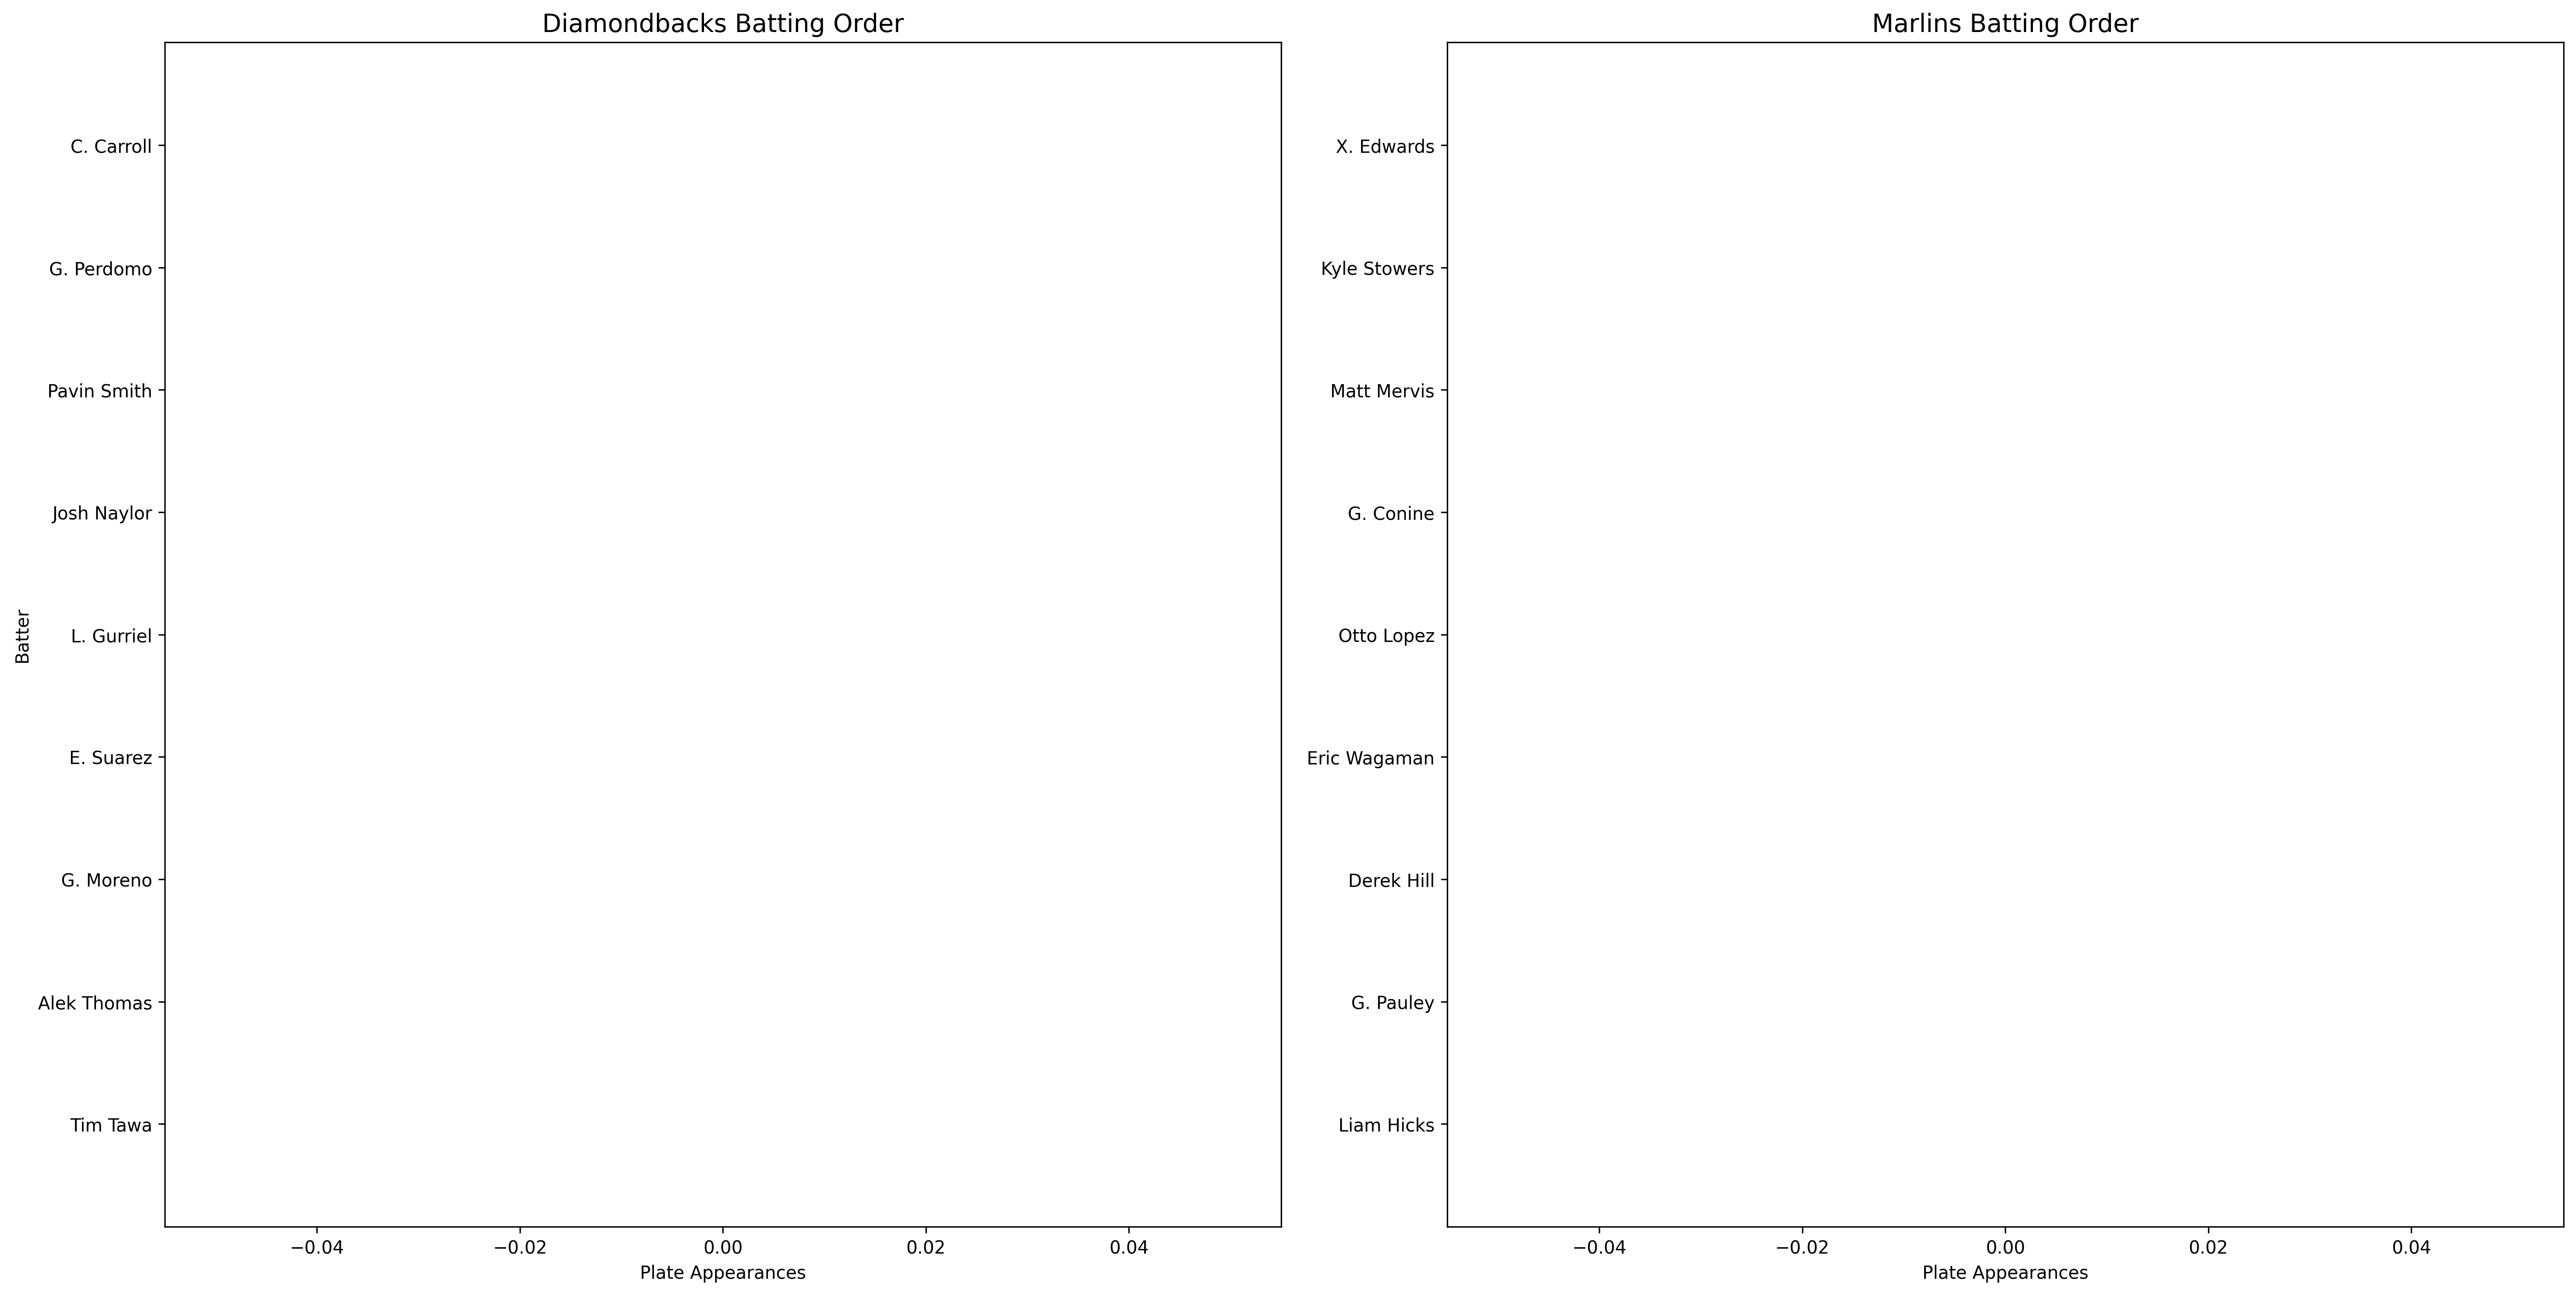 Diamondbacks Batting Order
C. Carroll
G. Perdomo
Pavin Smith
Josh Naylor
L. Gurriel
E. Suarez
G. Moreno
Alek Thomas
Tim Tawa
Batter
−0.04 −0.02 0.00 0.02 0.04
Plate Appearances
Marlins Batting Order
X. Edwards
Kyle Stowers
Matt Mervis
G. Conine
Otto Lopez
Eric Wagaman
Derek Hill
G. Pauley
Liam Hicks
−0.04 −0.02 0.00 0.02 0.04
Plate Appearances